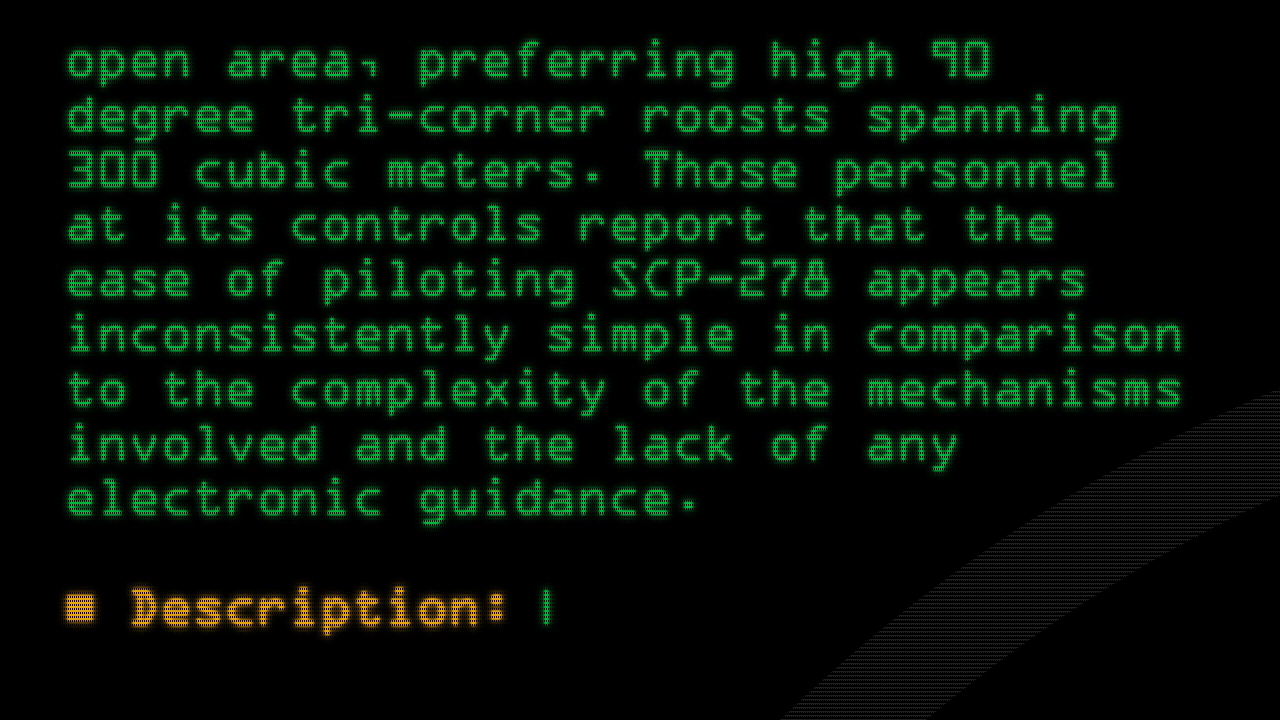 open area, preferring high 90
degree tri-corner roosts spanning
300 cubic meters. Those personnel
at its controls report that the
ease of piloting SCP-278 appears
inconsistently simple in comparison
to the complexity of the mechanisms
involved and the lack of any
electronic guidance.
■ Description: